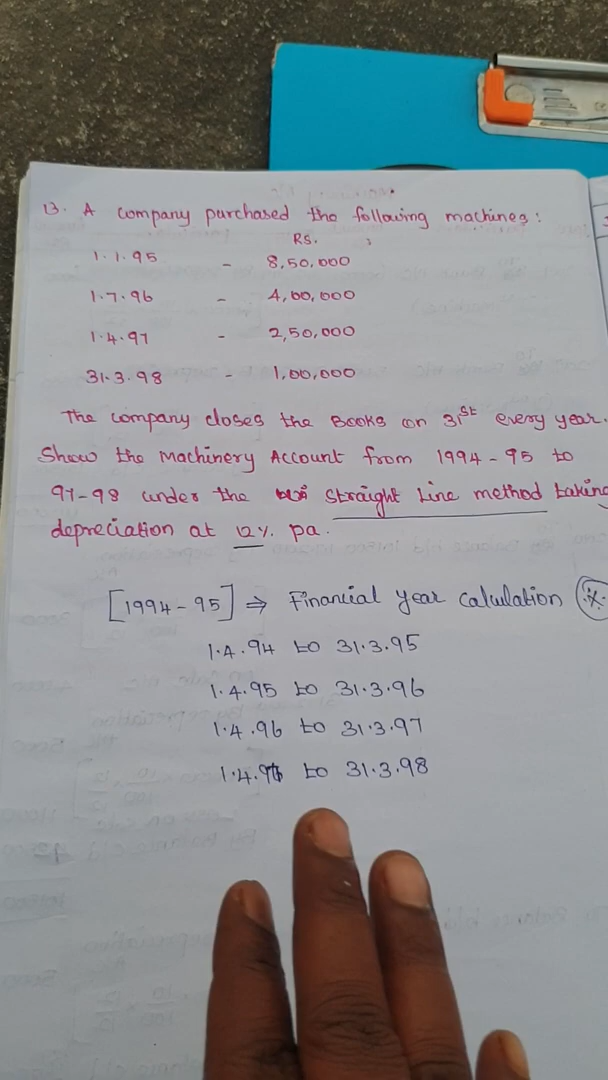 13. A company purchased the following machines:
Rs.
1.1.95 - 8,50,000
1.7.96 - 4,00,000
1.4.97 - 2,50,000
31.3.98 - 1,00,000
The company closes the Books on 31st every year.
Show the Machinery Account from 1994-95 to
97-98 under the Straight Line method taking
depreciation at 12%. pa.
[1994-95] ⇒ Financial year calculation
1.4.94 to 31.3.95
1.4.95 to 31.3.96
1.4.96 to 31.3.97
1.4.97 to 31.3.98